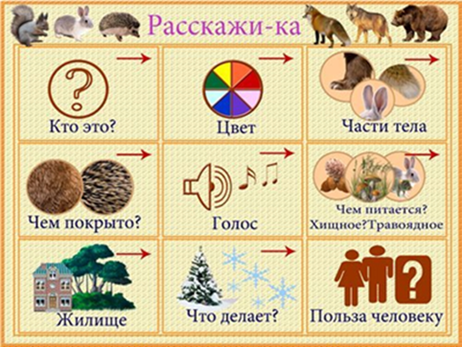 Расскажи-ка
Кто это?
Цвет
Части тела
Чем покрыто?
Голос
Чем питается?
Хищное?Травоядное
Жилище
Что делает?
Польза человеку